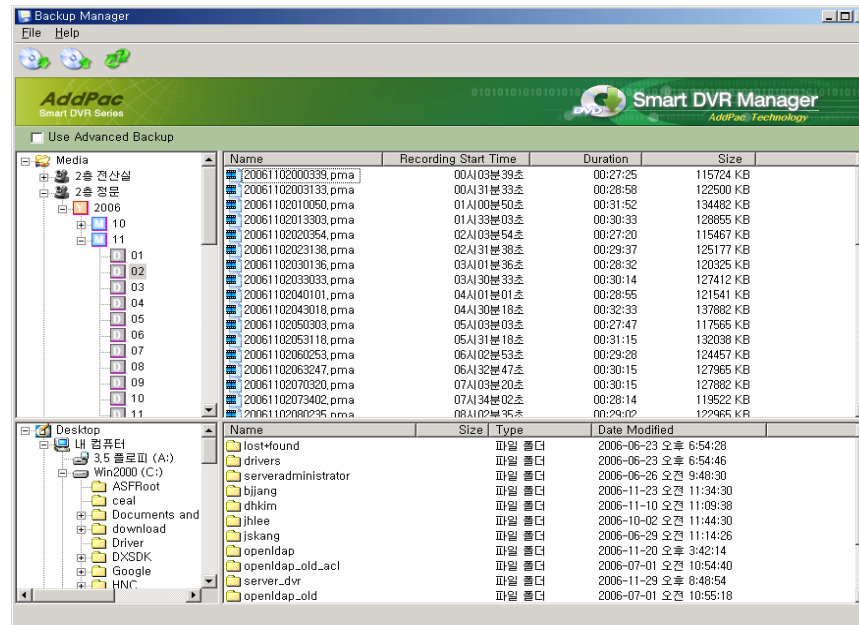 Backup Manager
File Help
AddPac
Smart DVR Series
Smart DVR Manager
AddPac Technology
Use Advanced Backup
Media
2층 전산실
2층 정문
2006
10
11
01
02
03
04
05
06
07
08
09
10
11
Name Recording Start Time Duration Size
20061102000339.pma 00시03분39초 00:27:25 115724 KB
20061102003133.pma 00시31분33초 00:28:58 122500 KB
20061102010050.pma 01시00분50초 00:31:52 134482 KB
20061102013303.pma 01시33분03초 00:30:33 128855 KB
20061102020354.pma 02시03분54초 00:27:20 115467 KB
20061102023138.pma 02시31분38초 00:29:37 125177 KB
20061102030136.pma 03시01분36초 00:28:32 120325 KB
20061102033033.pma 03시30분33초 00:30:14 127412 KB
20061102040101.pma 04시01분01초 00:28:55 121541 KB
20061102043018.pma 04시30분18초 00:32:33 137882 KB
20061102050303.pma 05시03분03초 00:27:47 117565 KB
20061102053118.pma 05시31분18초 00:31:15 132038 KB
20061102060253.pma 06시02분53초 00:29:28 124457 KB
20061102063247.pma 06시32분47초 00:30:15 127965 KB
20061102070320.pma 07시03분20초 00:30:15 127882 KB
20061102073402.pma 07시34분02초 00:28:14 119522 KB
20061102080235.pma 08시02분35초 00:29:02 122965 KB
Desktop
내 컴퓨터
3.5 플로피 (A:)
Win2000 (C:)
ASFRoot
ceal
Documents and
download
Driver
DXSDK
Google
HNC
Name Size Type Date Modified
lost+found 파일 폴더 2006-06-23 오후 6:54:28
drivers 파일 폴더 2006-06-23 오후 6:54:46
serveradministrator 파일 폴더 2006-06-26 오전 9:48:30
bjjang 파일 폴더 2006-11-23 오전 11:34:30
dhkim 파일 폴더 2006-11-10 오전 11:09:38
jhlee 파일 폴더 2006-10-02 오전 11:44:30
jskang 파일 폴더 2006-06-29 오전 11:14:26
openldap 파일 폴더 2006-11-20 오후 3:42:14
openldap_old_acl 파일 폴더 2006-07-01 오전 10:54:40
server_dvr 파일 폴더 2006-11-29 오후 8:48:54
openldap_old 파일 폴더 2006-07-01 오전 10:55:18